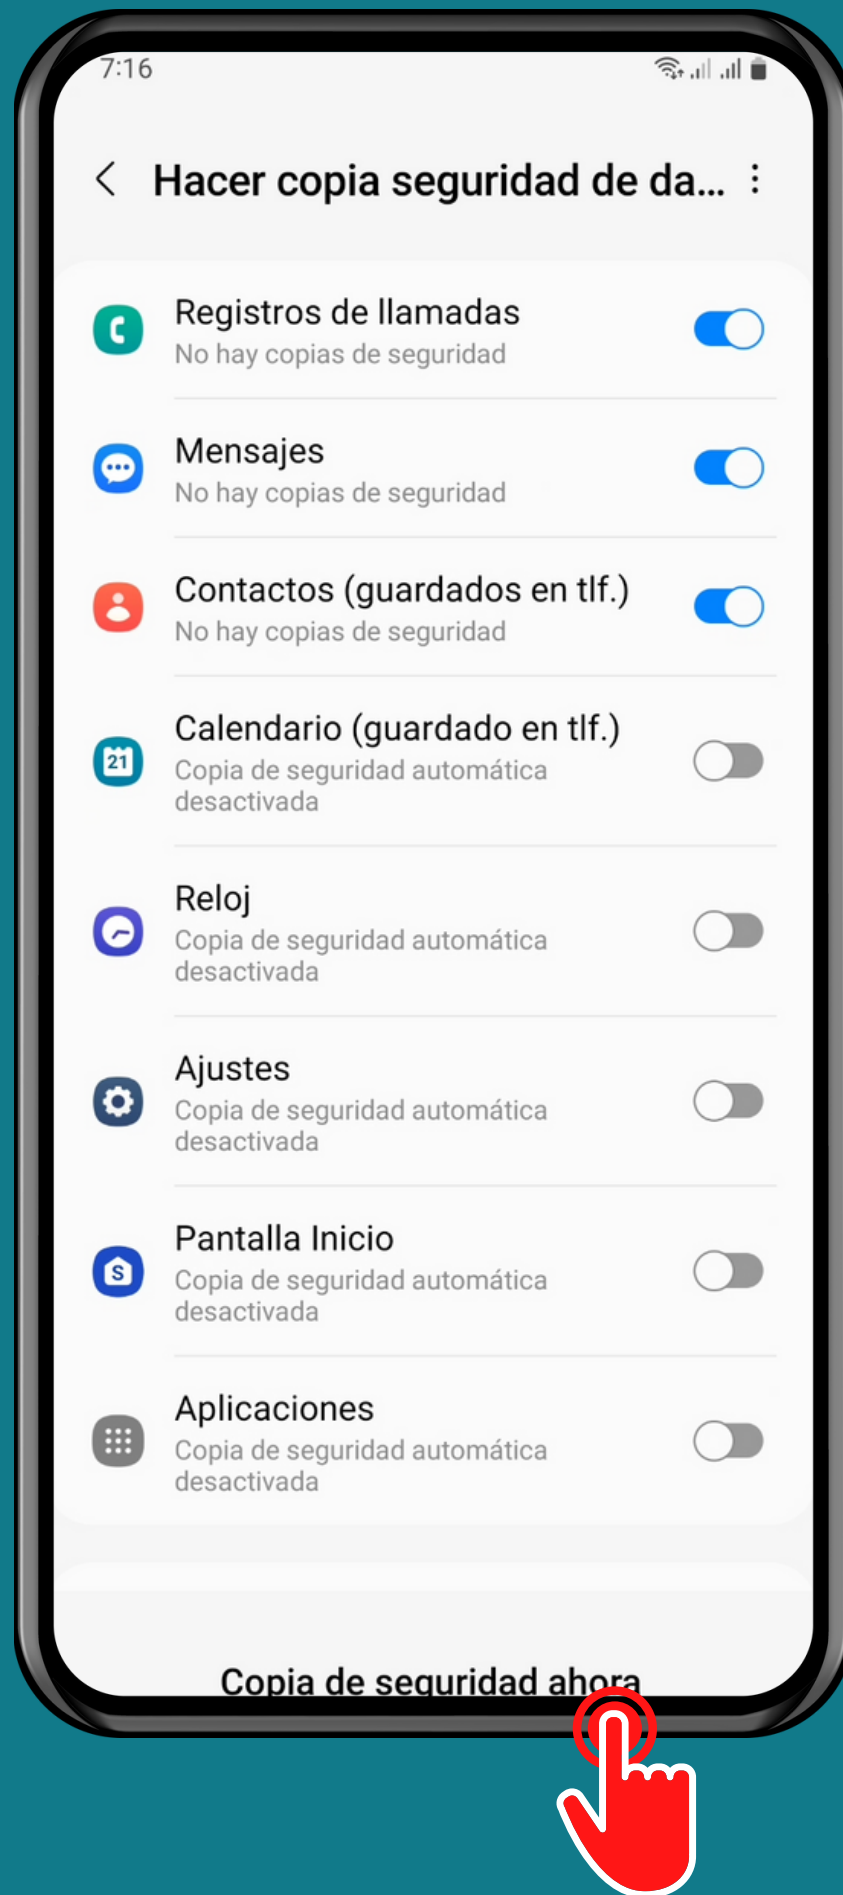 7:16
Hacer copia seguridad de da...
Registros de llamadas
No hay copias de seguridad
Mensajes
No hay copias de seguridad
Contactos (guardados en tlf.)
No hay copias de seguridad
Calendario (guardado en tlf.)
21
Copia de seguridad automática
desactivada
Reloj
Copia de seguridad automática
desactivada
Ajustes
Copia de seguridad automática
desactivada
Pantalla Inicio
S
Copia de seguridad automática
desactivada
Aplicaciones
Copia de seguridad automática
desactivada
Copia de seguridad ahora